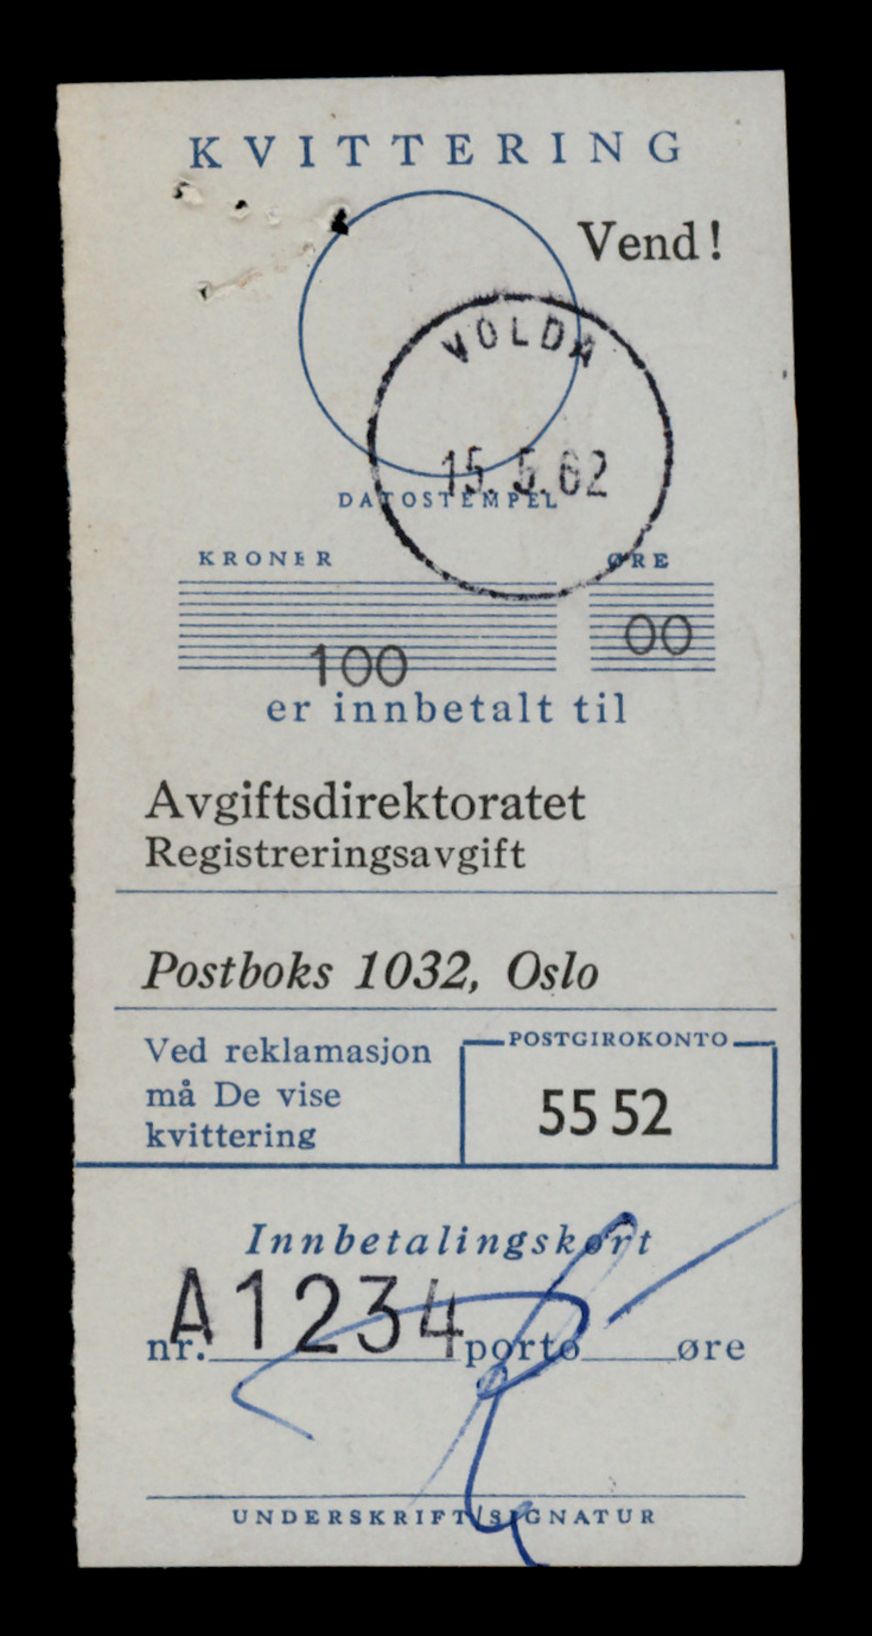 KVITTERING
Vend!
VOLDA
15.5.62
DATOSTEMPEL
KRONER ØRE
100 00
er innbetalt til
Avgiftsdirektoratet
Registreringsavgift
Postboks 1032, Oslo
Ved reklamasjon
må De vise
kvittering
POSTGIROKONTO
55 52
Innbetalingskort
nr. A1234 porto øre
UNDERSKRIFT/SIGNATUR